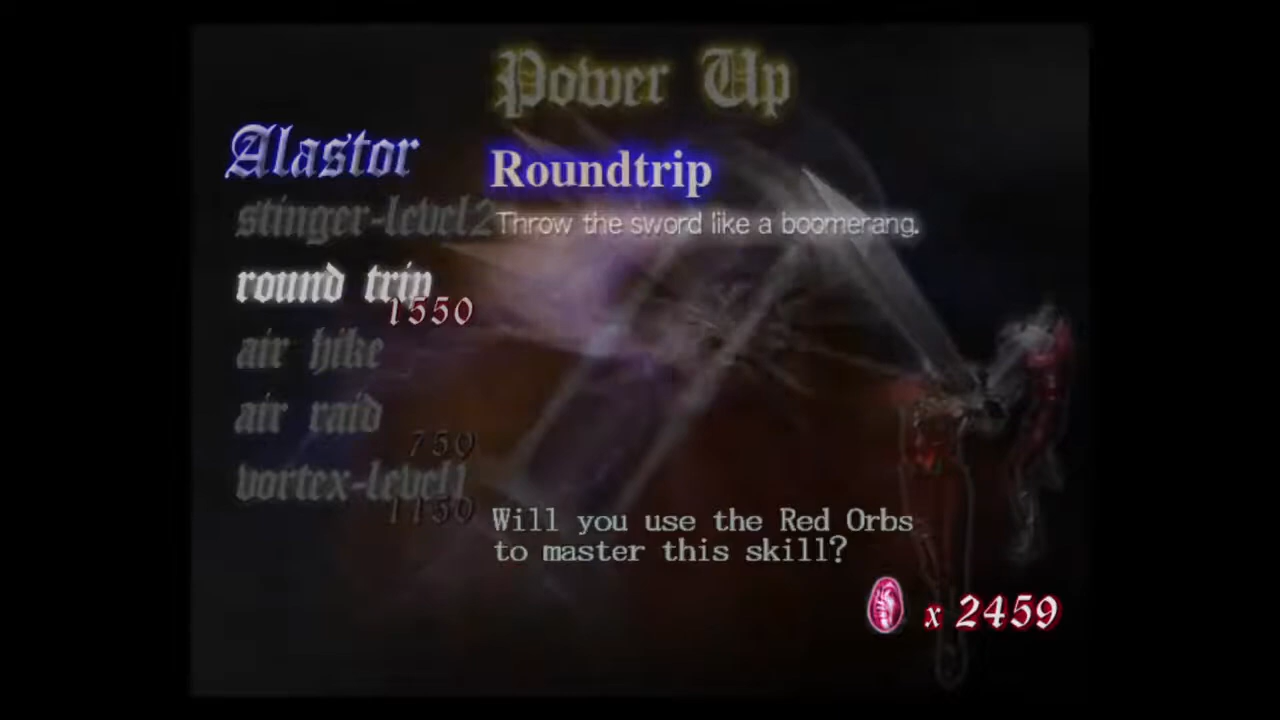 Power Up
Alastor
stinger-level2
round trip
1550
air hike
air raid
750
vortex-level1
1150
Roundtrip
Throw the sword like a boomerang.
Will you use the Red Orbs
to master this skill?
x 2459